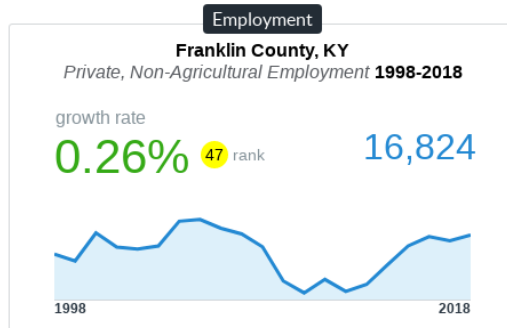 Employment
Franklin County, KY
Private, Non-Agricultural Employment 1998-2018
growth rate
0.26% 47 rank 16,824
1998 2018